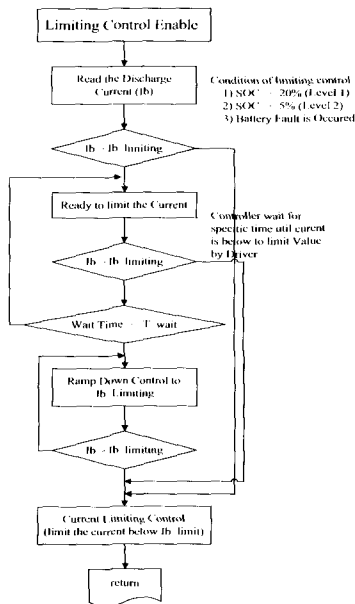 Limiting Control Enable
Read the Discharge
Current (Ib)
Condition of limiting control
1) SOC 20% (Level 1)
2) SOC 5% (Level 2)
3) Battery Fault is Occured
Ib Ib limiting
Ready to limit the Current
Controller wait for
specific time util curent
is below to limit Value
by Driver
Ib Ib limiting
Wait Time T wait
Ramp Down Control to
Ib Limiting
Ib Ib limiting
Current Limiting Control
(limit the current below Ib limit)
return